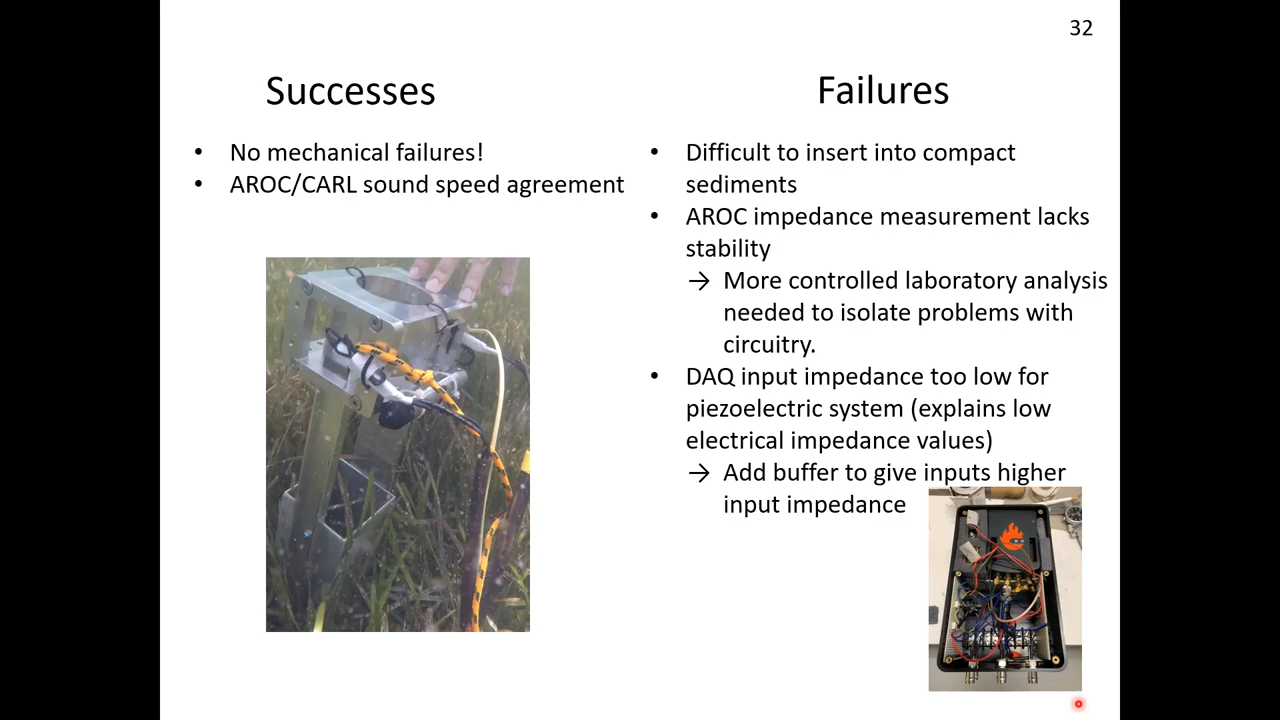 32
Successes
• No mechanical failures!
• AROC/CARL sound speed agreement
Failures
• Difficult to insert into compact
sediments
• AROC impedance measurement lacks
stability
→ More controlled laboratory analysis
needed to isolate problems with
circuitry.
• DAQ input impedance too low for
piezoelectric system (explains low
electrical impedance values)
→ Add buffer to give inputs higher
input impedance